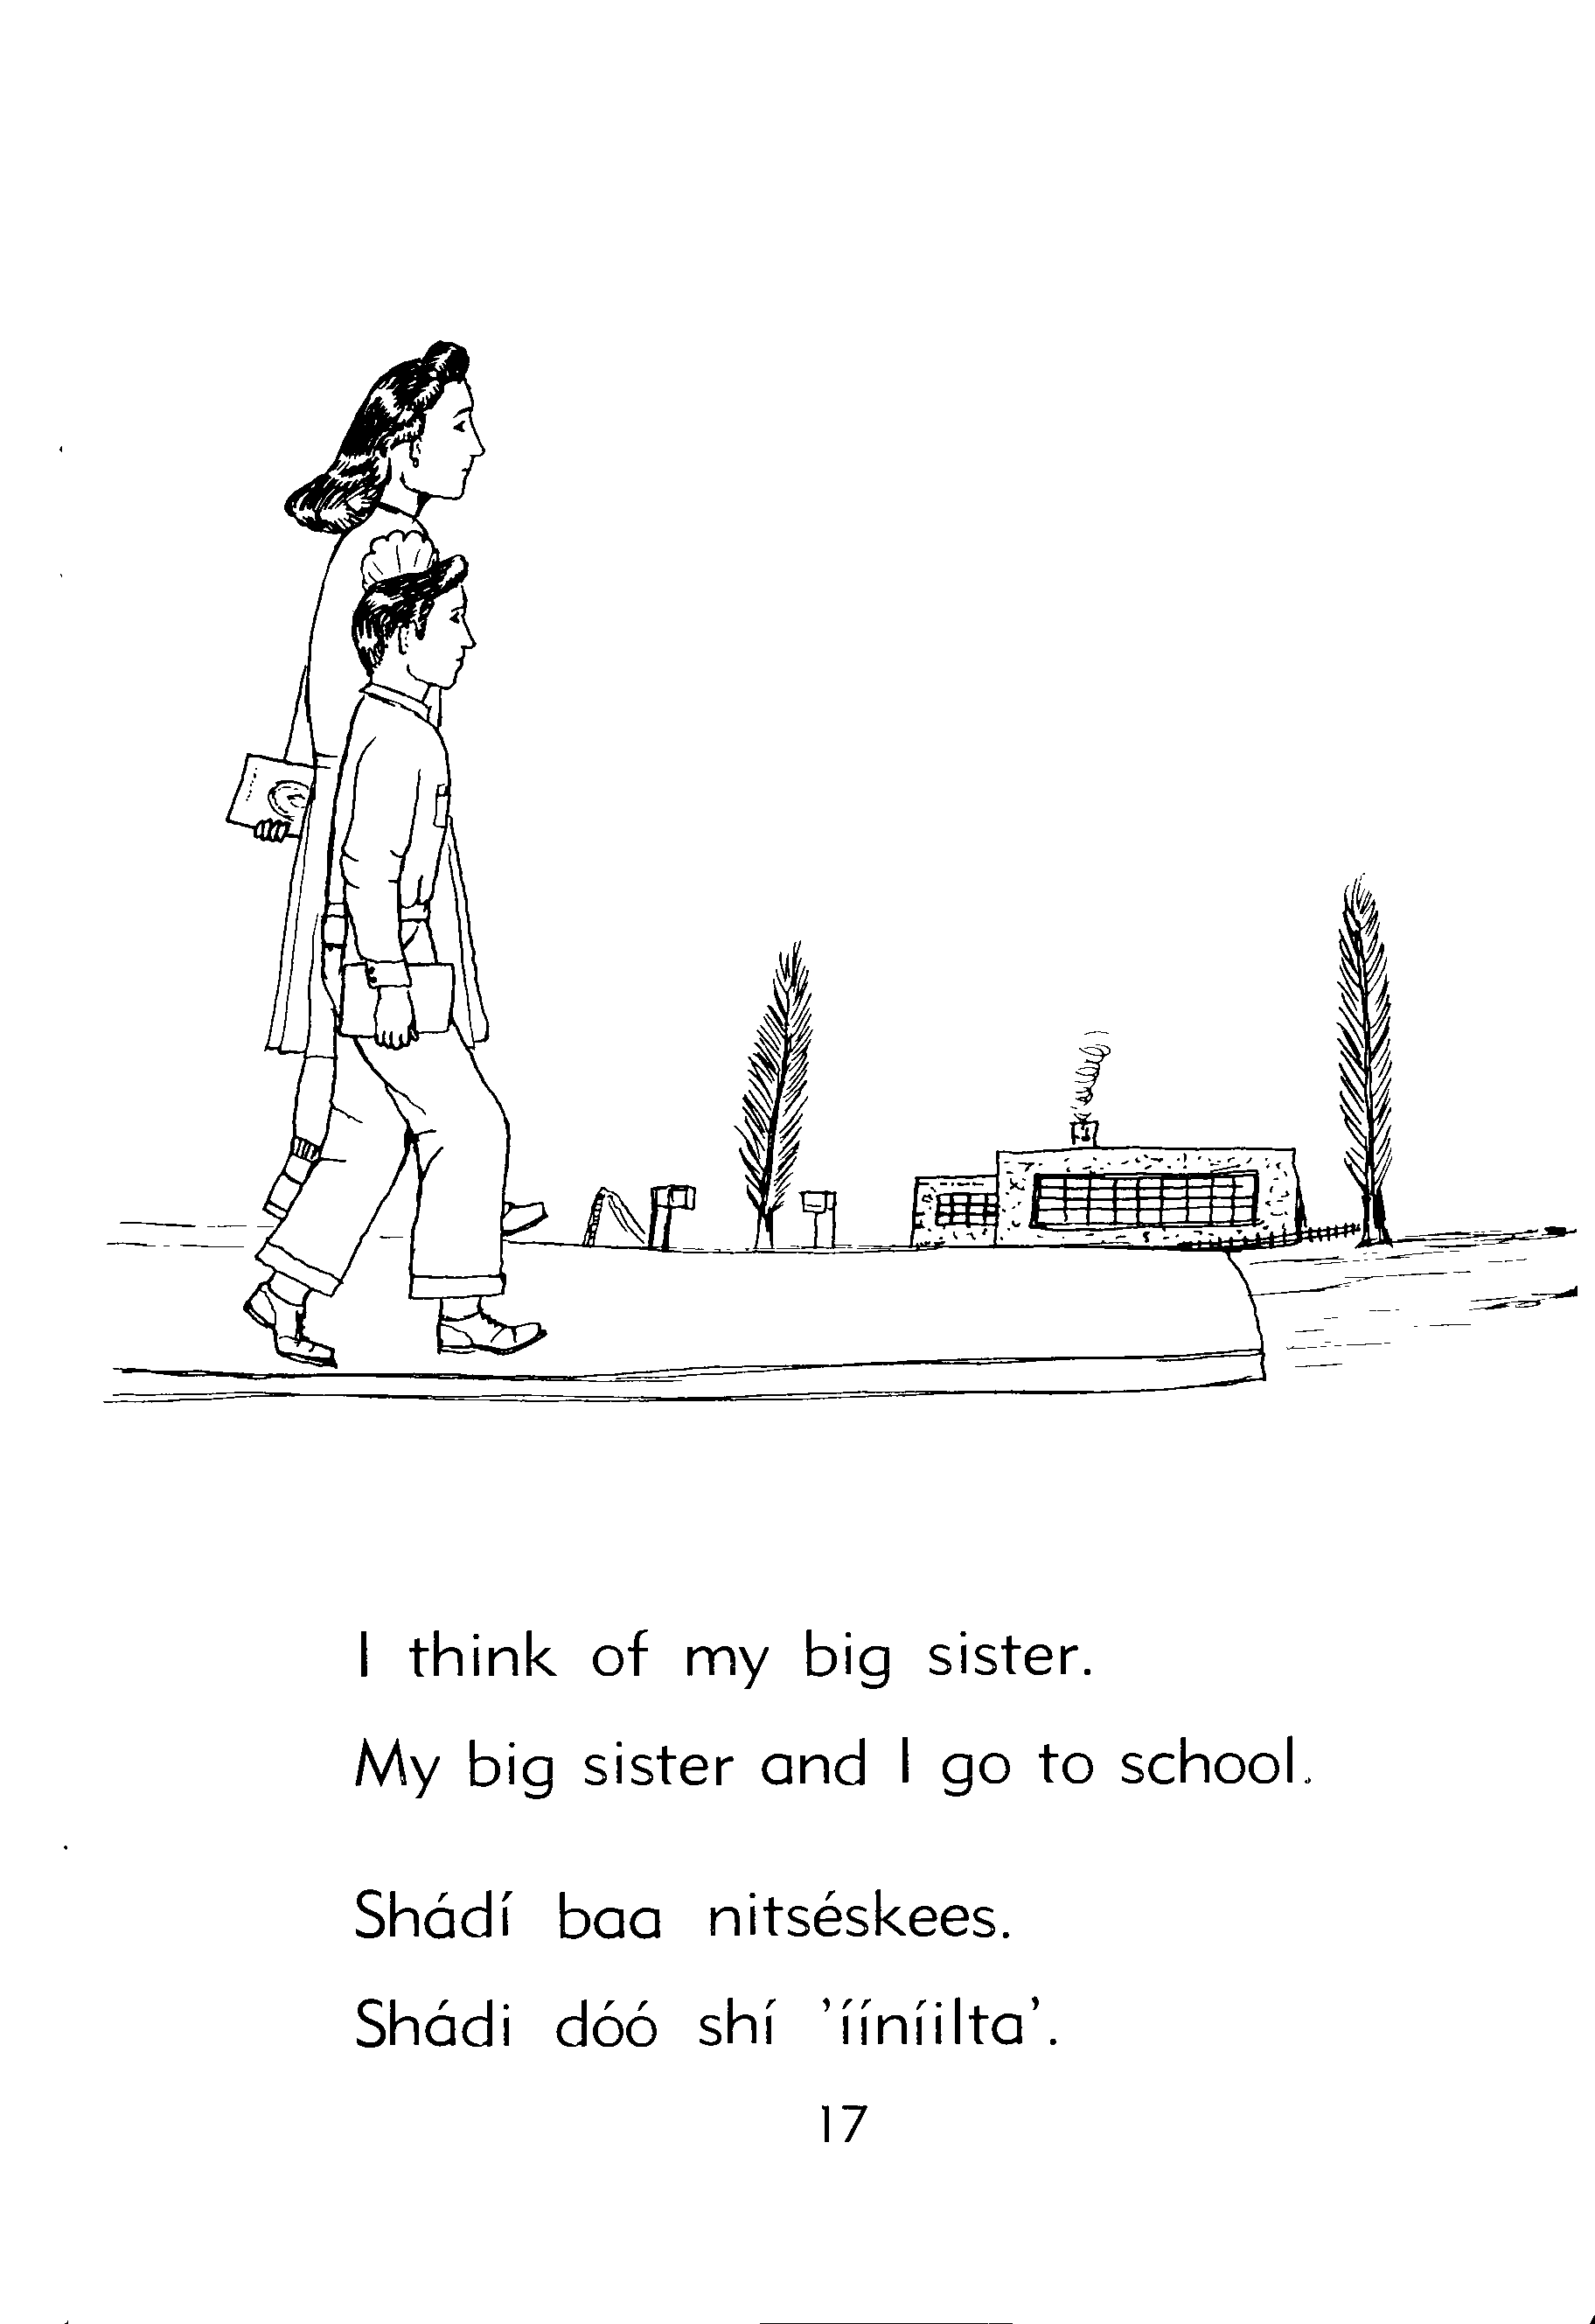 I think of my big sister.
My big sister and I go to school.
Shádí baa nitséskees.
Shádi dóó shí 'ííníilta'.
17